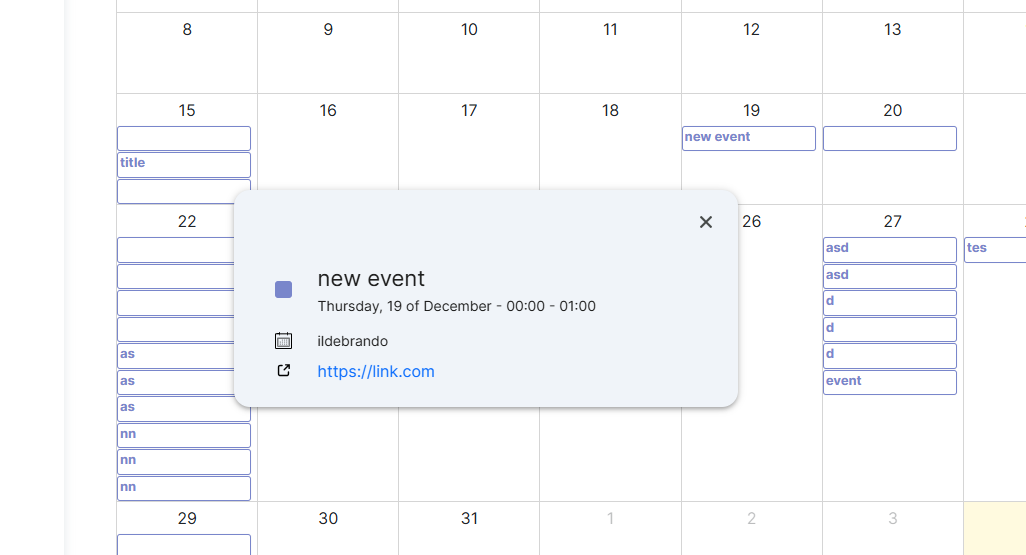 8 9 10 11 12 13
15 16 17 18 19 20
new event
title
22 26 27
asd
tes
asd
d
d
as
d
as
event
as
nn
nn
nn
new event
Thursday, 19 of December - 00:00 - 01:00
ildebrando
https://link.com
29 30 31 1 2 3